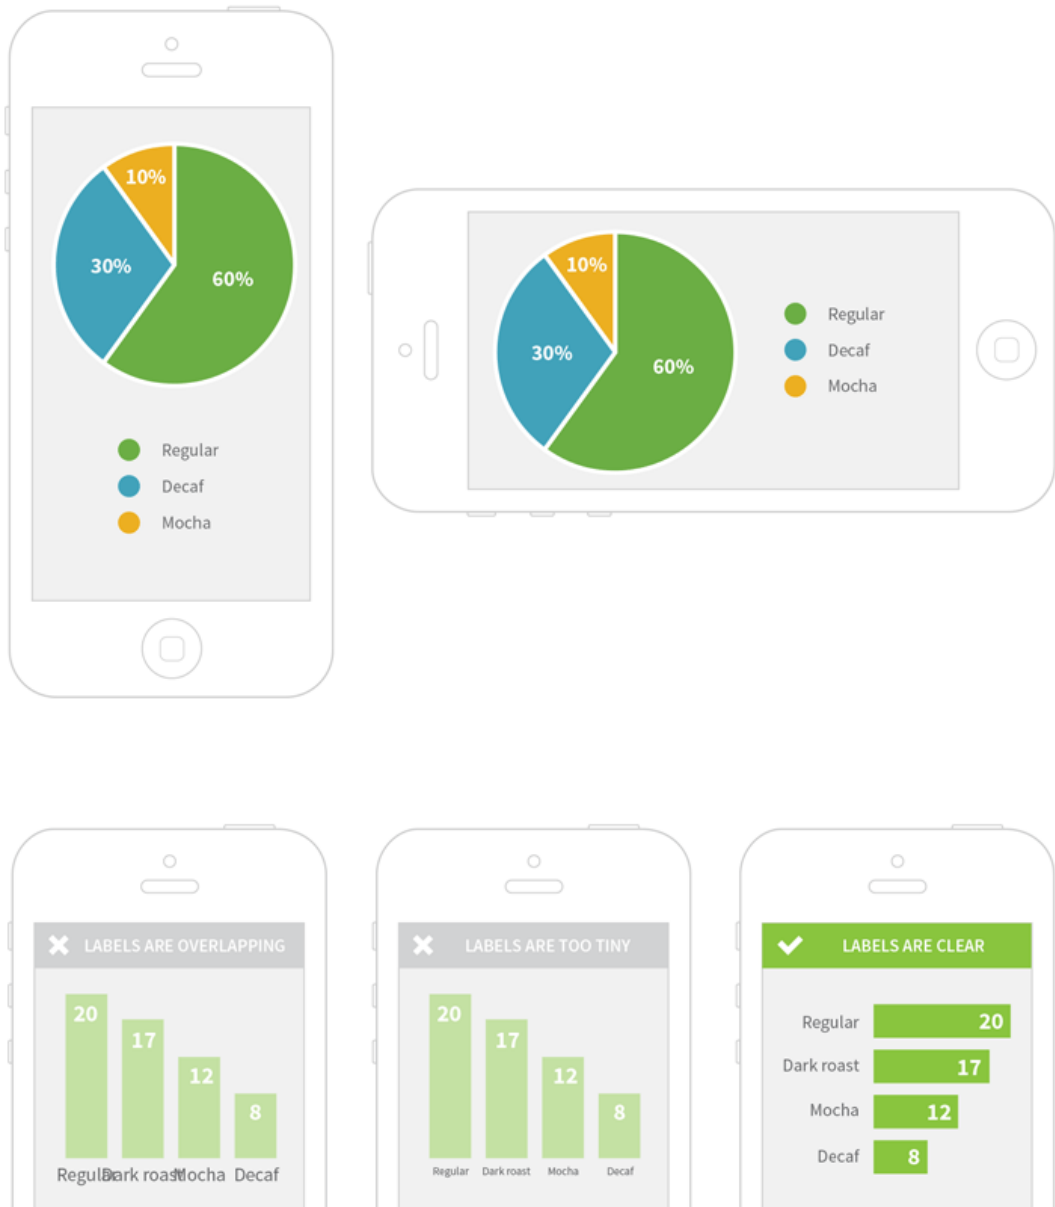 10%
30%
60%
Regular
Decaf
Mocha
10%
30%
60%
Regular
Decaf
Mocha
LABELS ARE OVERLAPPING
20
17
12
8
Regular Dark roast Mocha Decaf
LABELS ARE TOO TINY
20
17
12
8
Regular Dark roast Mocha Decaf
LABELS ARE CLEAR
Regular 20
Dark roast 17
Mocha 12
Decaf 8